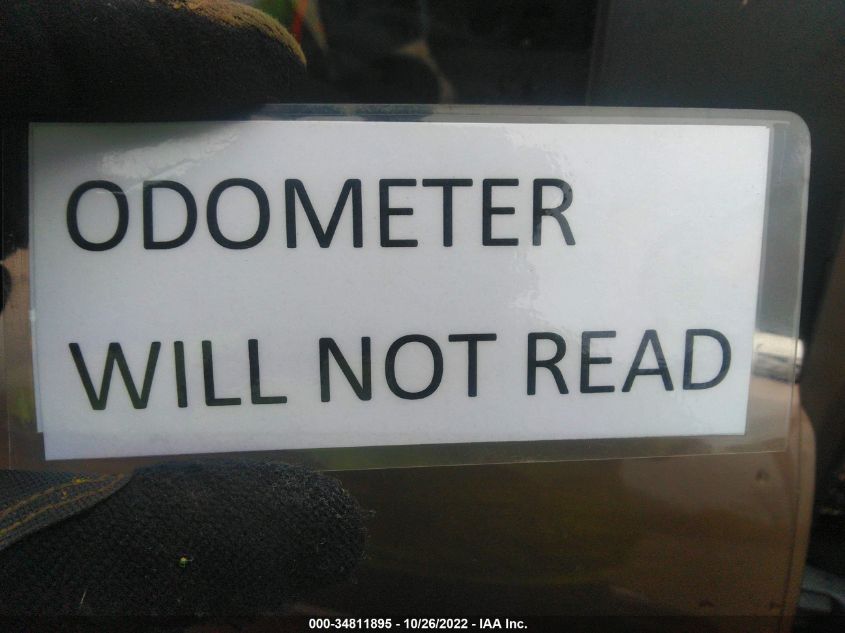 ODOMETER
WILL NOT READ
000-34811895 - 10/26/2022 - IAA Inc.